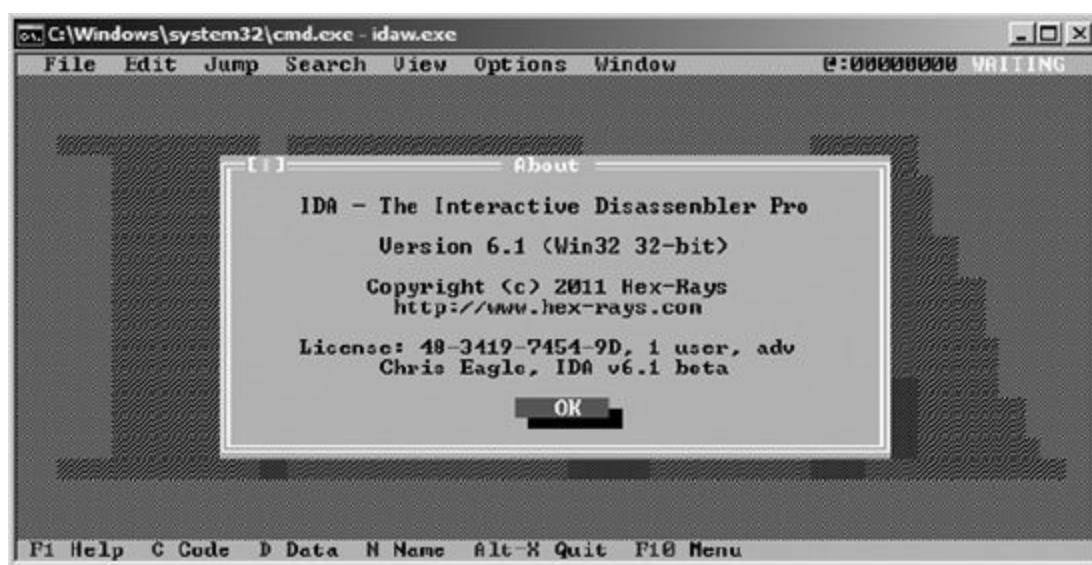 C:\Windows\system32\cmd.exe - idaw.exe
File Edit Jump Search View Options Window @:00000000 WAITING
About
IDA - The Interactive Disassembler Pro
Version 6.1 (Win32 32-bit)
Copyright (c) 2011 Hex-Rays
http://www.hex-rays.com
License: 48-3419-7454-9D, 1 user, adv
Chris Eagle, IDA v6.1 beta
OK
F1 Help C Code D Data N Name Alt-X Quit F10 Menu